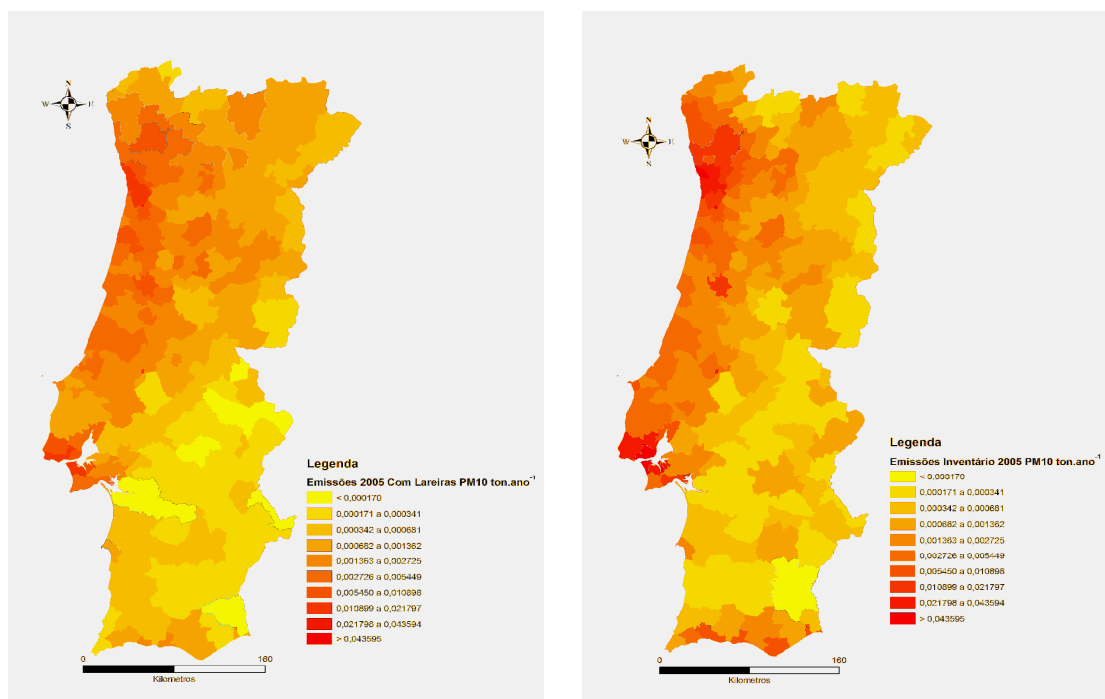 N
W E
S
Legenda
Emissões 2005 Com Lareiras PM10 ton.ano-1
< 0,000170
0,000171 a 0,000341
0,000342 a 0,000681
0,000682 a 0,001362
0,001363 a 0,002725
0,002726 a 0,005449
0,005450 a 0,010898
0,010899 a 0,021797
0,021798 a 0,043594
> 0,043595
0 160
Kilometros
N
W E
S
Legenda
Emissões Inventário 2005 PM10 ton.ano-1
< 0,000170
0,000171 a 0,000341
0,000342 a 0,000681
0,000682 a 0,001362
0,001363 a 0,002725
0,002726 a 0,005449
0,005450 a 0,010898
0,010899 a 0,021797
0,021798 a 0,043594
> 0,043595
0 160
Kilometros